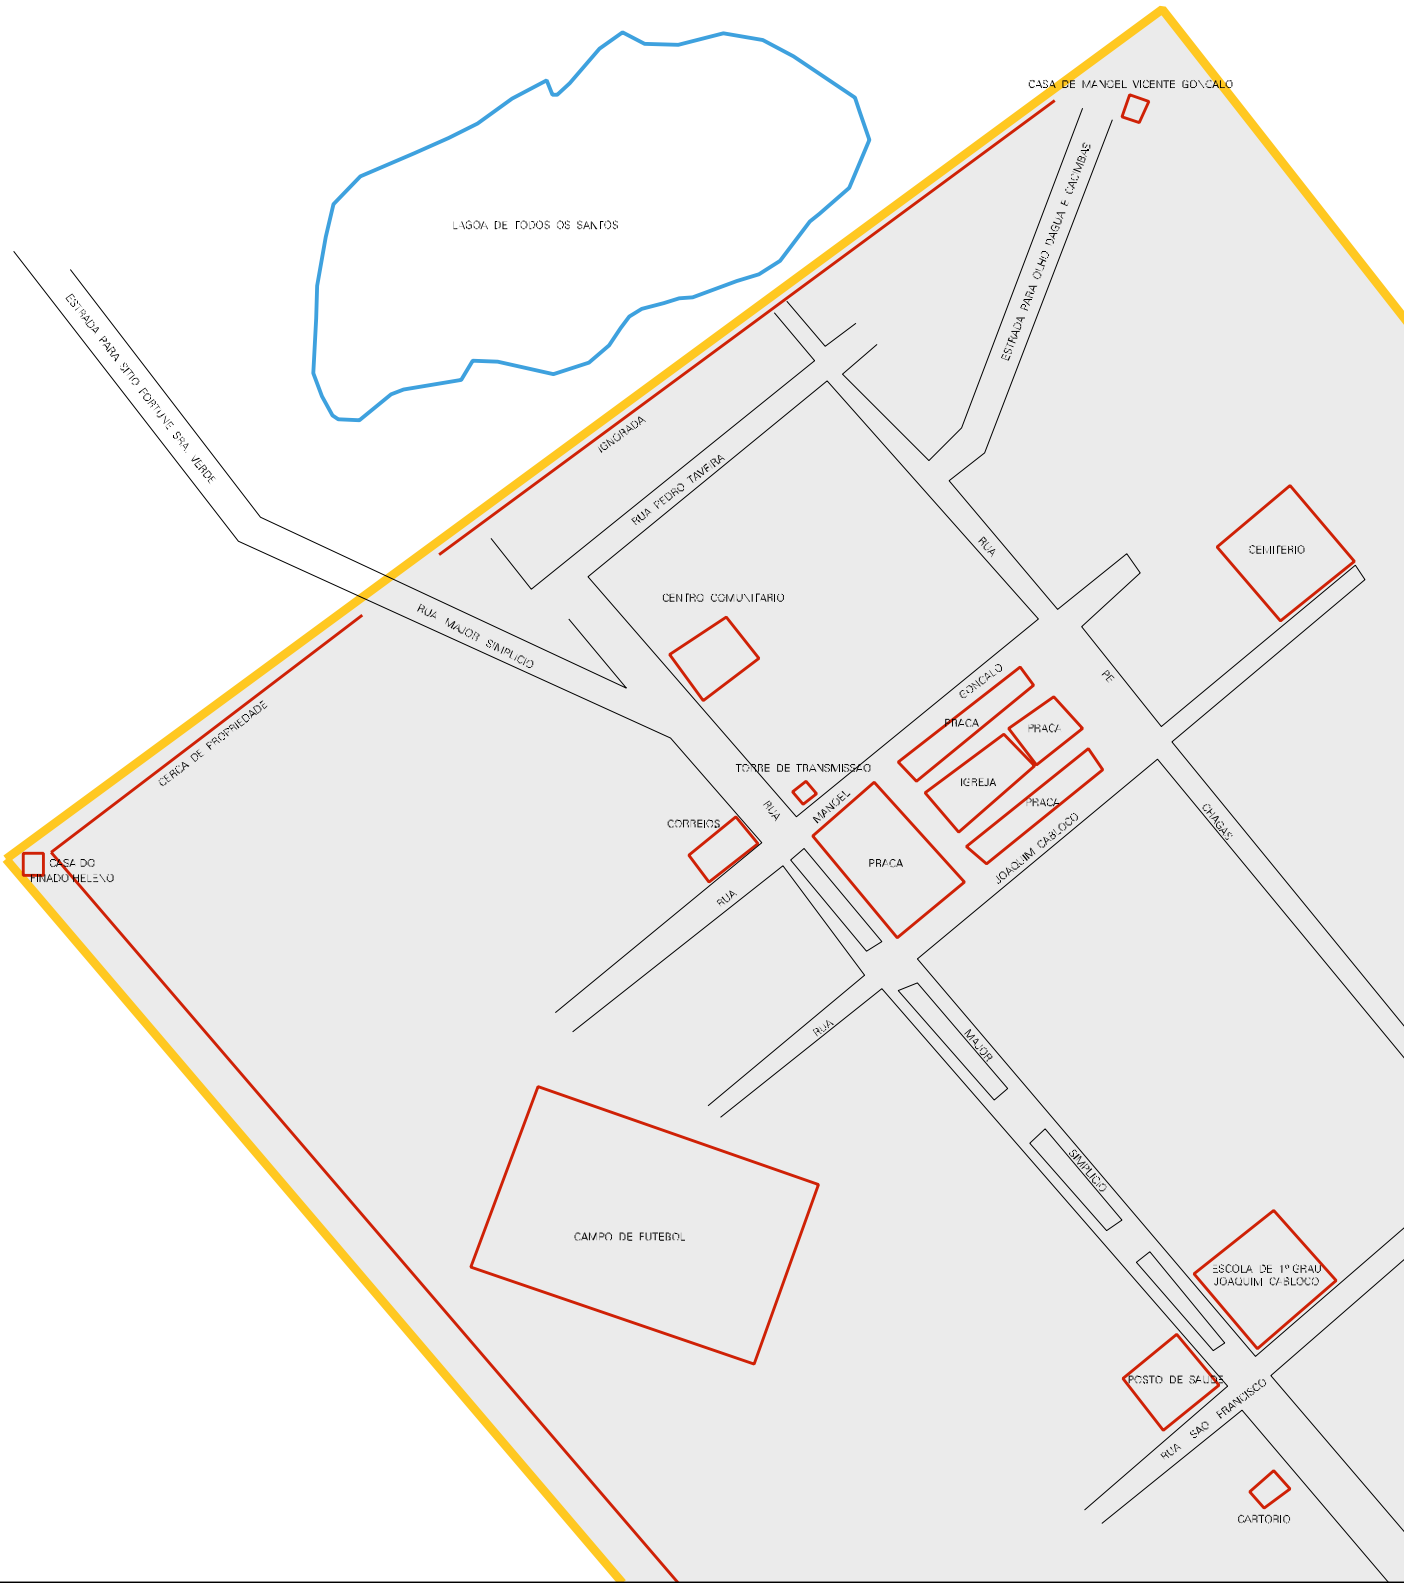 CASA DE MANOEL VICENTE GONCALO
LAGOA DE TODOS OS SANTOS
ESTRADA PARA OLHO DAGUA E CACIMBAS
ESTRADA PARA SITIO FORTUNE SRA. VERDE
IGNORADA
RUA PEDRO TAVEIRA
RUA
CEMITERIO
CENTRO COMUNITARIO
RUA MAJOR SIMPLICIO
GONCALO
PE
CERCA DE PROPRIEDADE
PRACA
PRACA
TORRE DE TRANSMISSAO
IGREJA
MANOEL
RUA
PRACA
CORREIOS
CHAGAS
JOAQUIM CABLOCO
PRACA
CASA DO
FINADO HELENO
RUA
RUA
MAJOR
SIMPLICIO
CAMPO DE FUTEBOL
ESCOLA DE 1º GRAU
JOAQUIM CABLOCO
POSTO DE SAUDE
RUA SAO FRANCISCO
CARTORIO